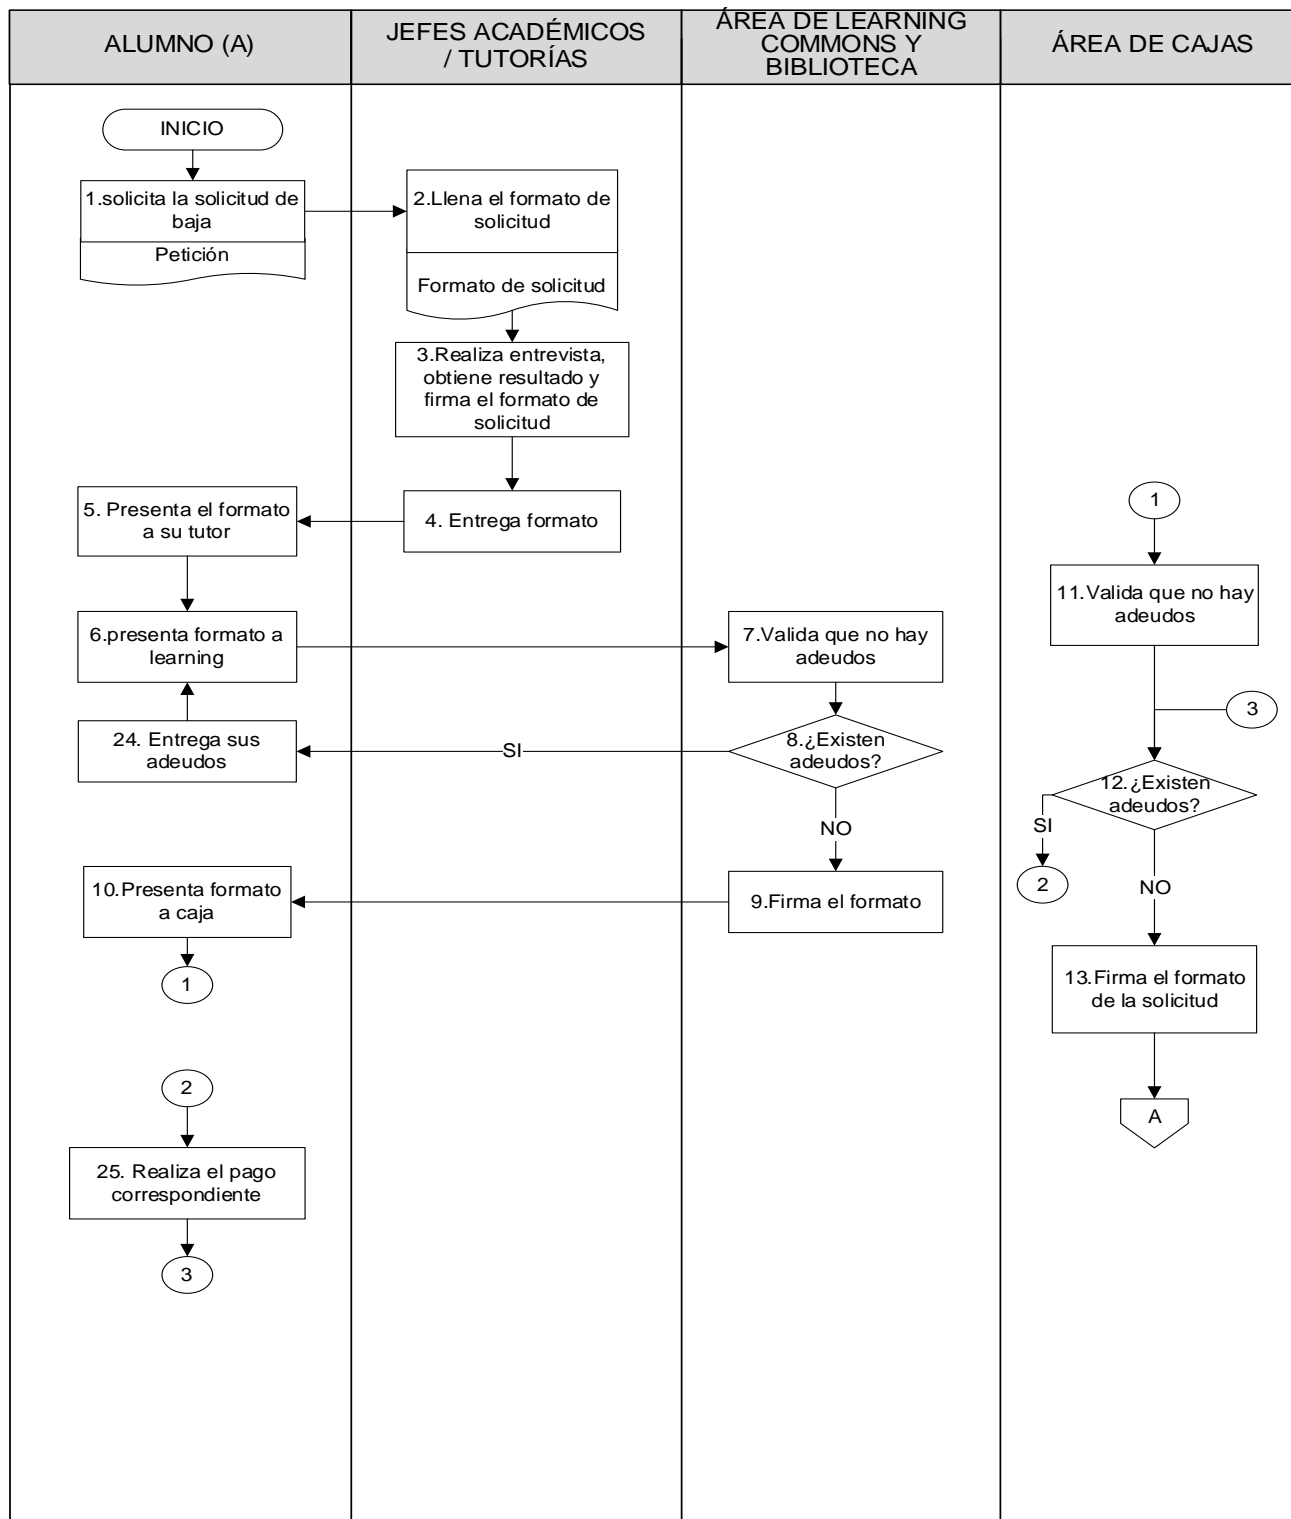 ALUMNO (A)
JEFES ACADÉMICOS
/ TUTORÍAS
ÁREA DE LEARNING
COMMONS Y
BIBLIOTECA
ÁREA DE CAJAS
INICIO
1.solicita la solicitud de
baja
Petición
2.Llena el formato de
solicitud
Formato de solicitud
3.Realiza entrevista,
obtiene resultado y
firma el formato de
solicitud
4. Entrega formato
5. Presenta el formato
a su tutor
6.presenta formato a
learning
7.Valida que no hay
adeudos
8.¿Existen
adeudos?
SI
24. Entrega sus
adeudos
NO
9.Firma el formato
10.Presenta formato
a caja
1
2
25. Realiza el pago
correspondiente
3
1
11.Valida que no hay
adeudos
3
12.¿Existen
adeudos?
SI
2
NO
13.Firma el formato
de la solicitud
A